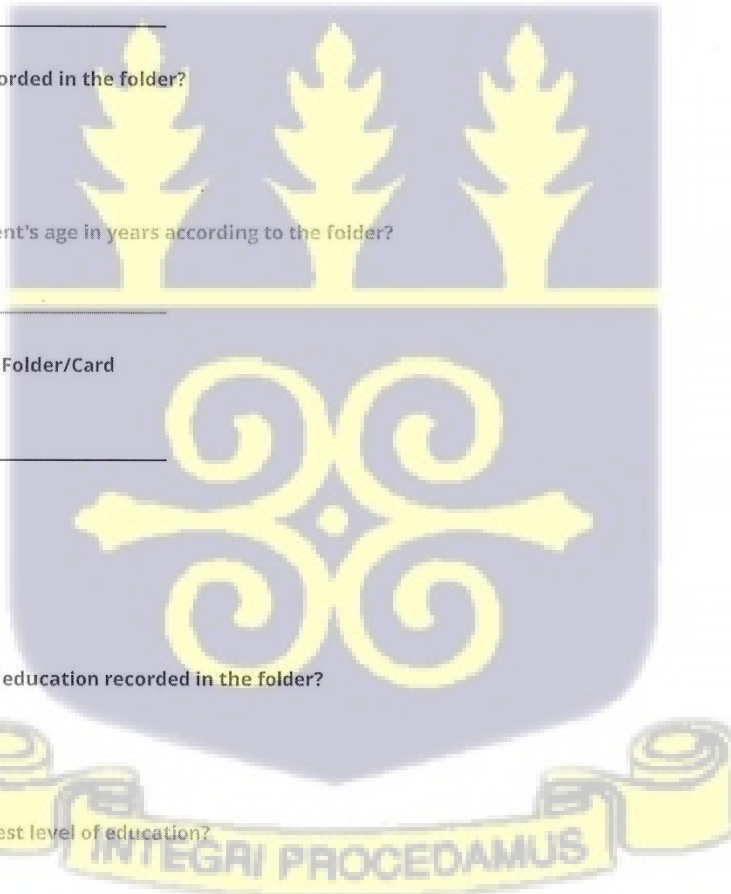 orded in the folder?
ent's age in years according to the folder?
Folder/Card
education recorded in the folder?
est level of education?
INTEGRI PROCEDAMUS